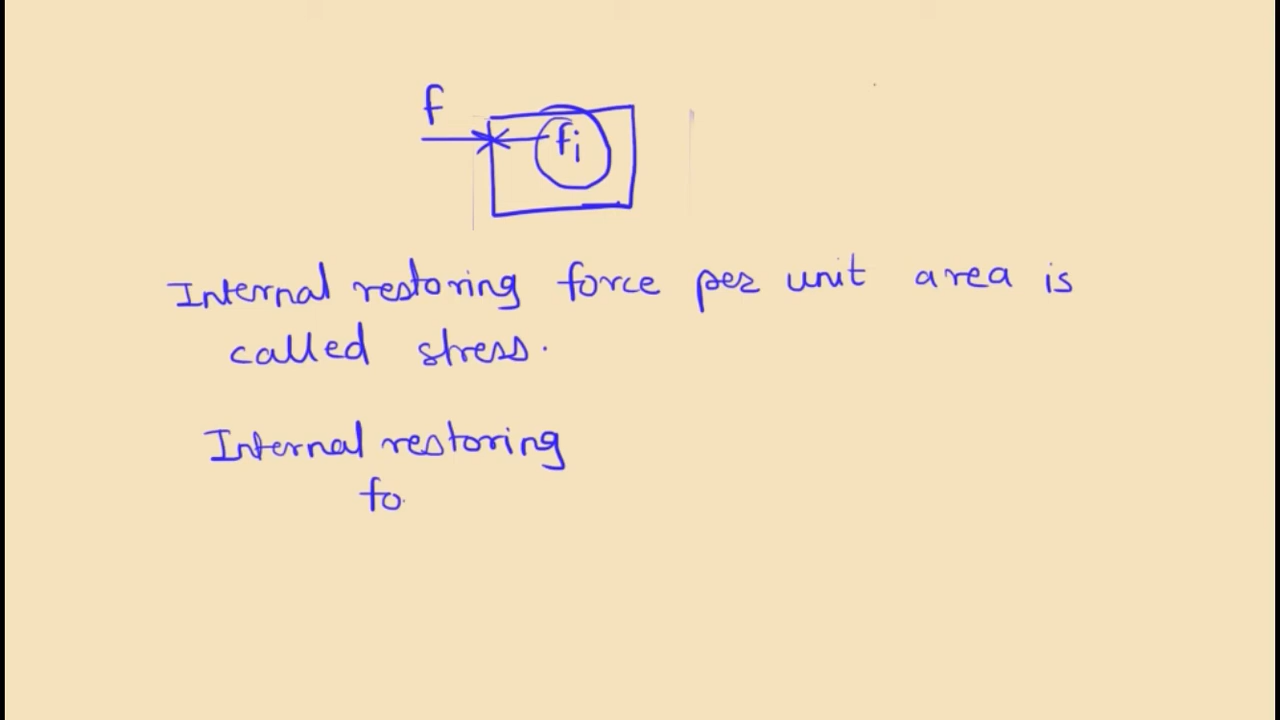 f
fi
Internal restoring force per unit area is
called stress.
Internal restoring
fo